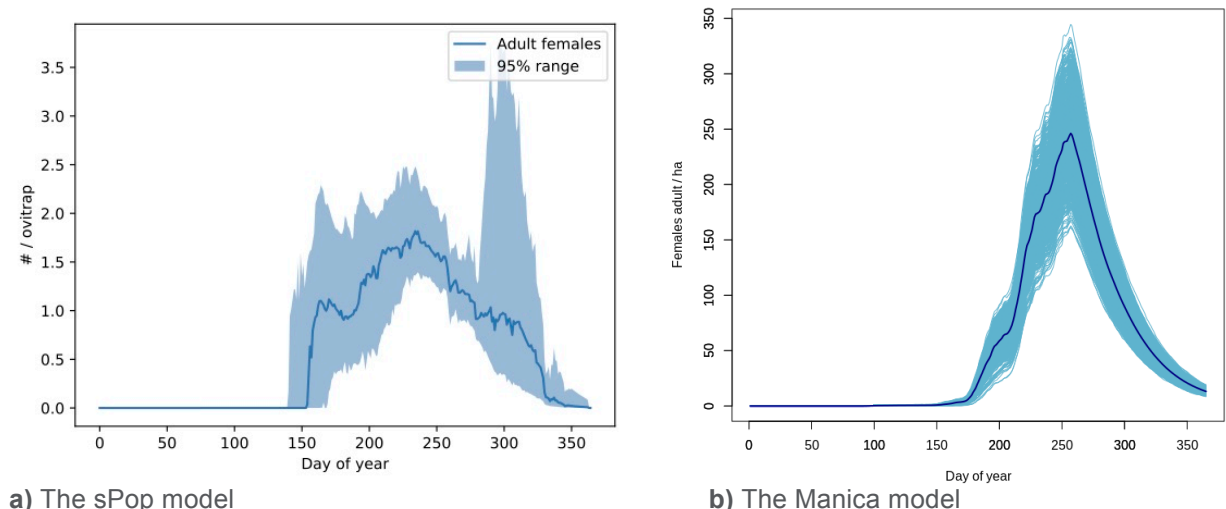 Adult females
95% range
3.5
3.0
2.5
2.0
1.5
1.0
0.5
0.0
# / ovitrap
0 50 100 150 200 250 300 350
Day of year
a) The sPop model
350
300
250
200
150
100
50
0
Females adult / ha
0 50 100 150 200 250 300 350
Day of year
b) The Manica model